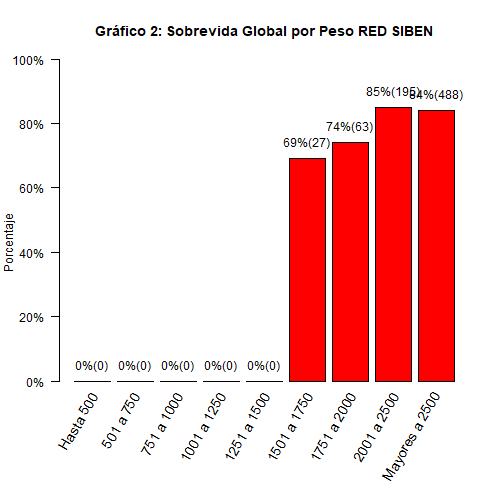 Gráfico 2: Sobrevida Global por Peso RED SIBEN
Porcentaje
100%
80%
60%
40%
20%
0%
0%(0)
0%(0)
0%(0)
0%(0)
0%(0)
69%(27)
74%(63)
85%(195)
84%(488)
Hasta 500
501 a 750
751 a 1000
1001 a 1250
1251 a 1500
1501 a 1750
1751 a 2000
2001 a 2500
Mayores a 2500